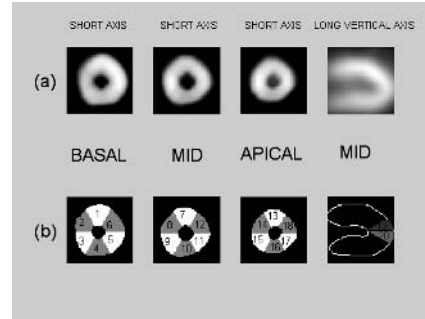 SHORT AXIS SHORT AXIS SHORT AXIS LONG VERTICAL AXIS
(a)
BASAL MID APICAL MID
(b)
1 2 3 4 5 6
7 8 9 10 11 12
13 14 15 16 17 18